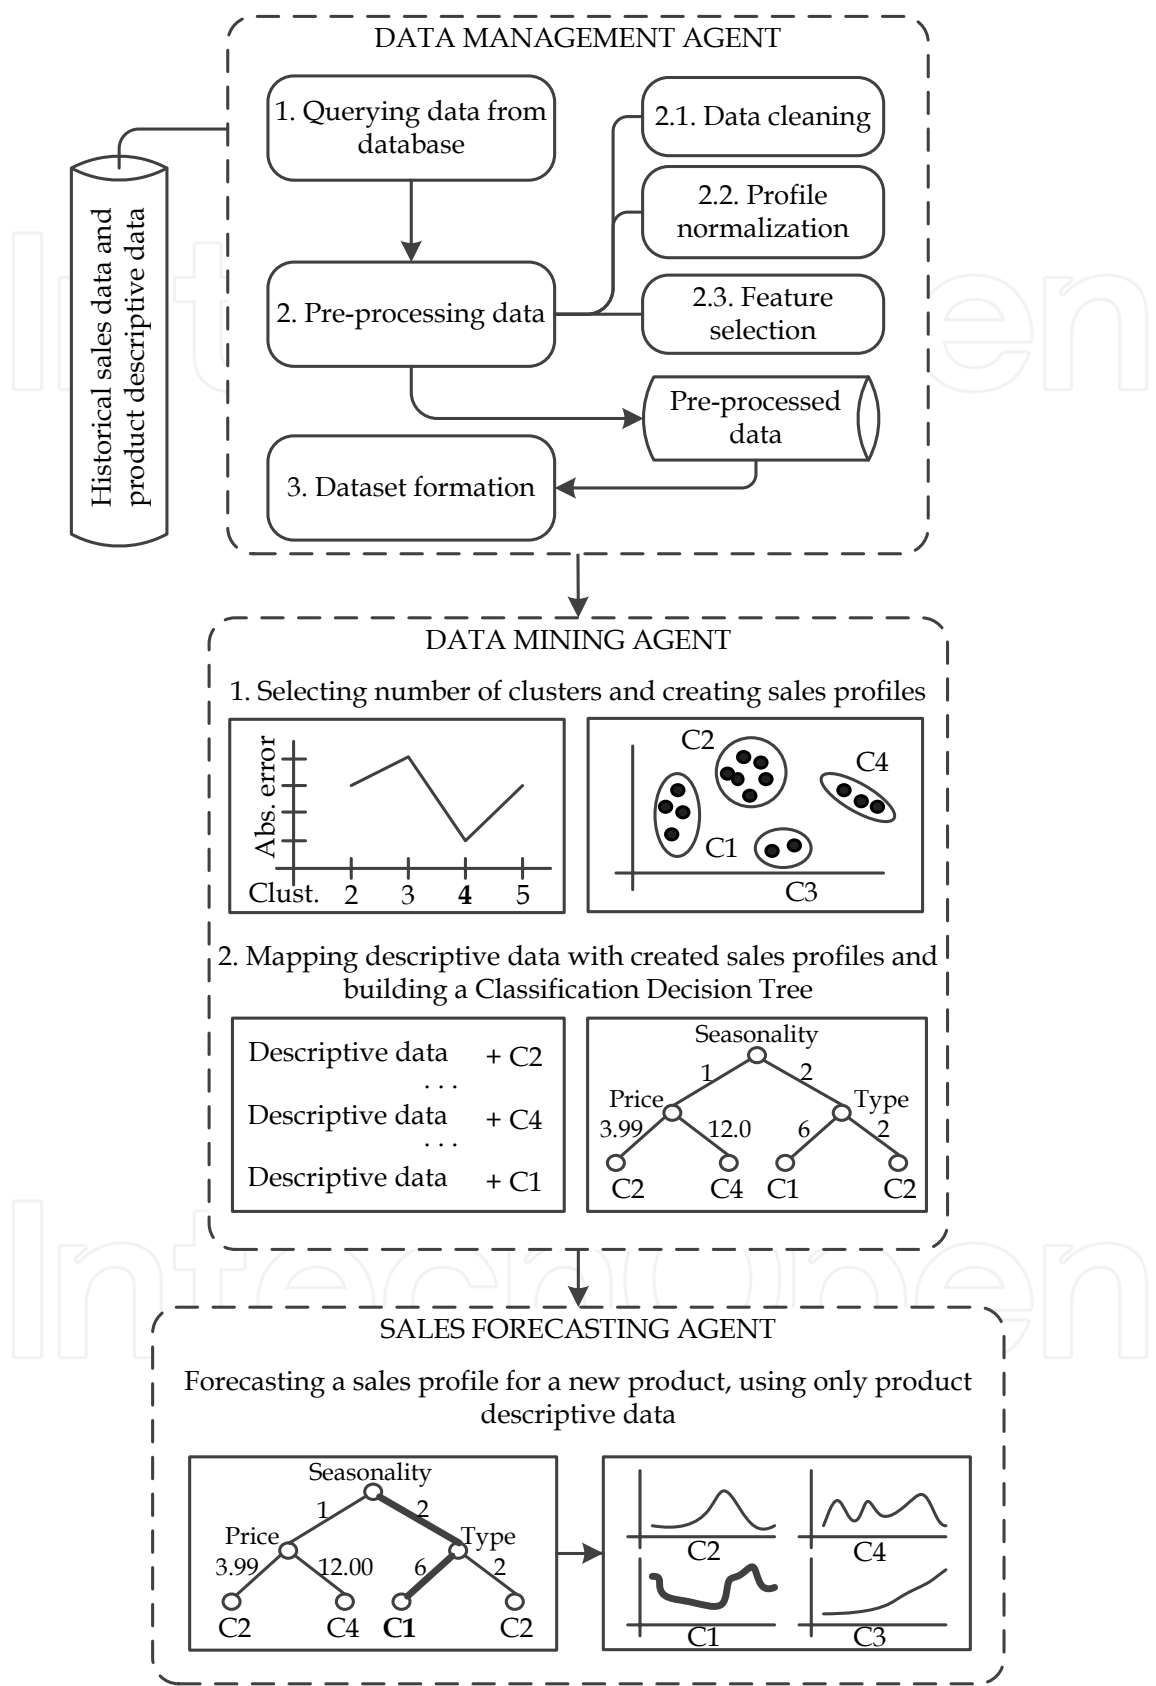 DATA MANAGEMENT AGENT
1. Querying data from
database
2.1. Data cleaning
2.2. Profile
normalization
2. Pre-processing data
2.3. Feature
selection
Pre-processed
data
3. Dataset formation
Historical sales data and
product descriptive data
DATA MINING AGENT
1. Selecting number of clusters and creating sales profiles
Abs. error
Clust. 2 3 4 5
C2
C4
C1
C3
2. Mapping descriptive data with created sales profiles and
building a Classification Decision Tree
Descriptive data + C2
. . .
Descriptive data + C4
. . .
Descriptive data + C1
Seasonality
1 2
Price Type
3.99 12.0 6 2
C2 C4 C1 C2
SALES FORECASTING AGENT
Forecasting a sales profile for a new product, using only product
descriptive data
Seasonality
1 2
Price Type
3.99 12.00 6 2
C2 C4 C1 C2
C2 C4
C1 C3
IntechOpen
IntechOpen